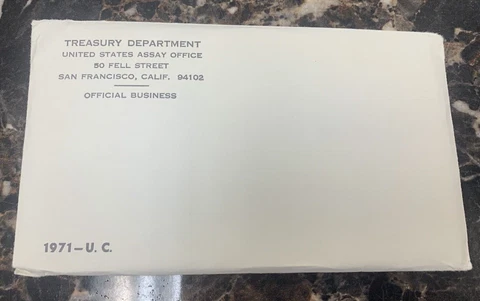 TREASURY DEPARTMENT
UNITED STATES ASSAY OFFICE
50 FELL STREET
SAN FRANCISCO, CALIF. 94102
OFFICIAL BUSINESS
1971—U. C.